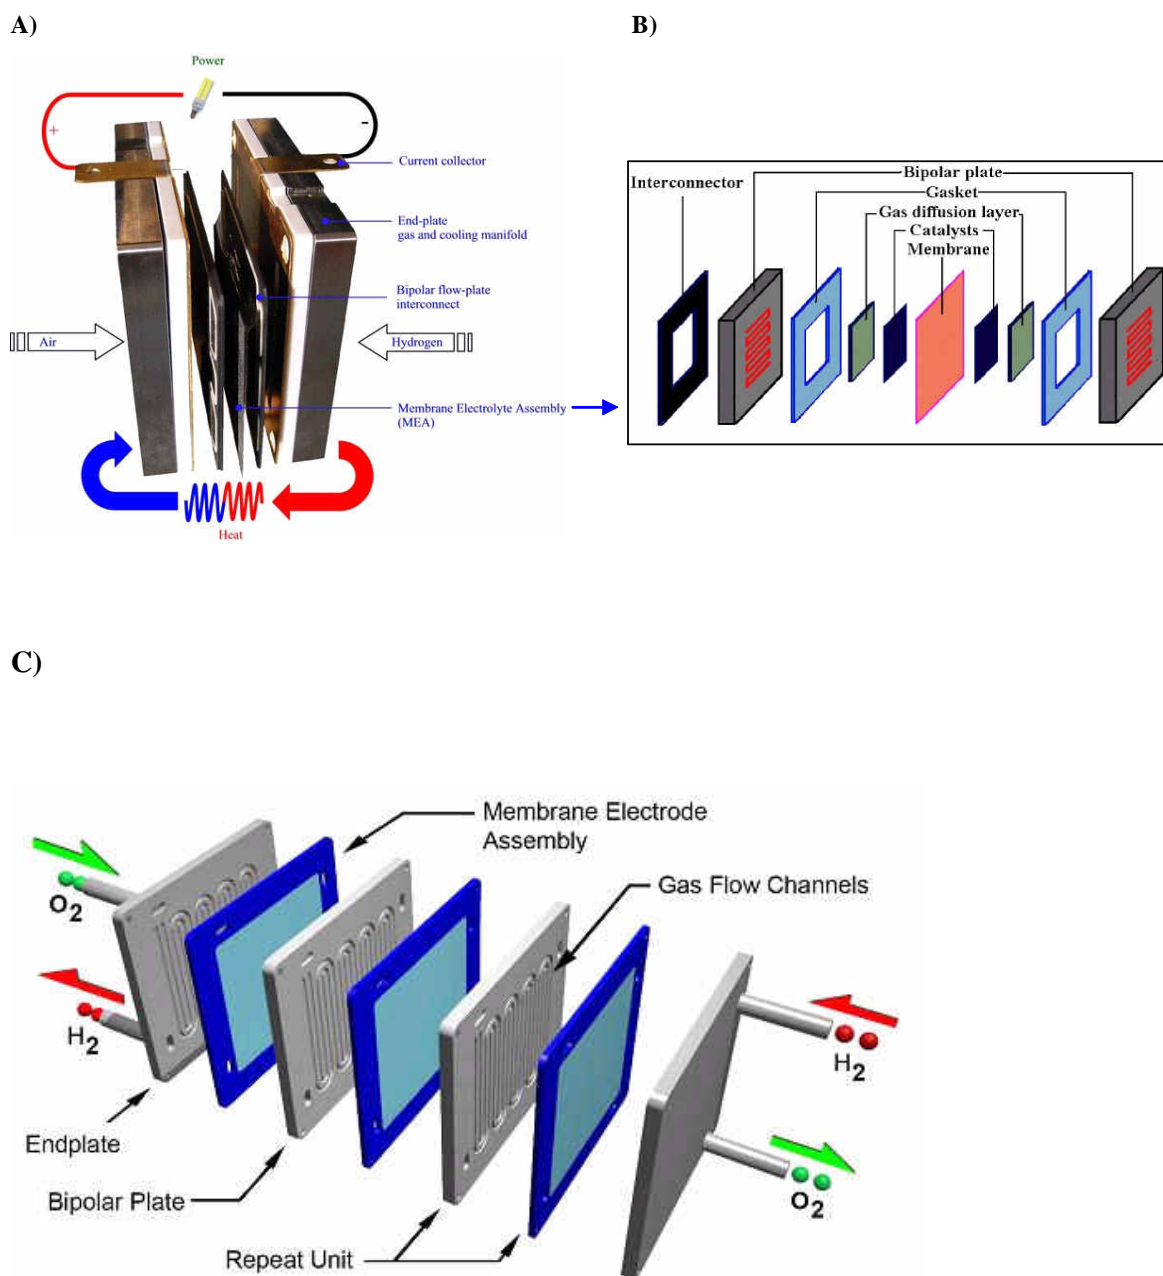 A)
B)
Power
+
-
Current collector
End-plate
gas and cooling manifold
Bipolar flow-plate
interconnect
Air
Hydrogen
Membrane Electrolyte Assembly
(MEA)
Heat
Interconnector
Bipolar plate
Gasket
Gas diffusion layer
Catalysts
Membrane
C)
Membrane Electrode
Assembly
Gas Flow Channels
O2
H2
H2
O2
Endplate
Bipolar Plate
Repeat Unit